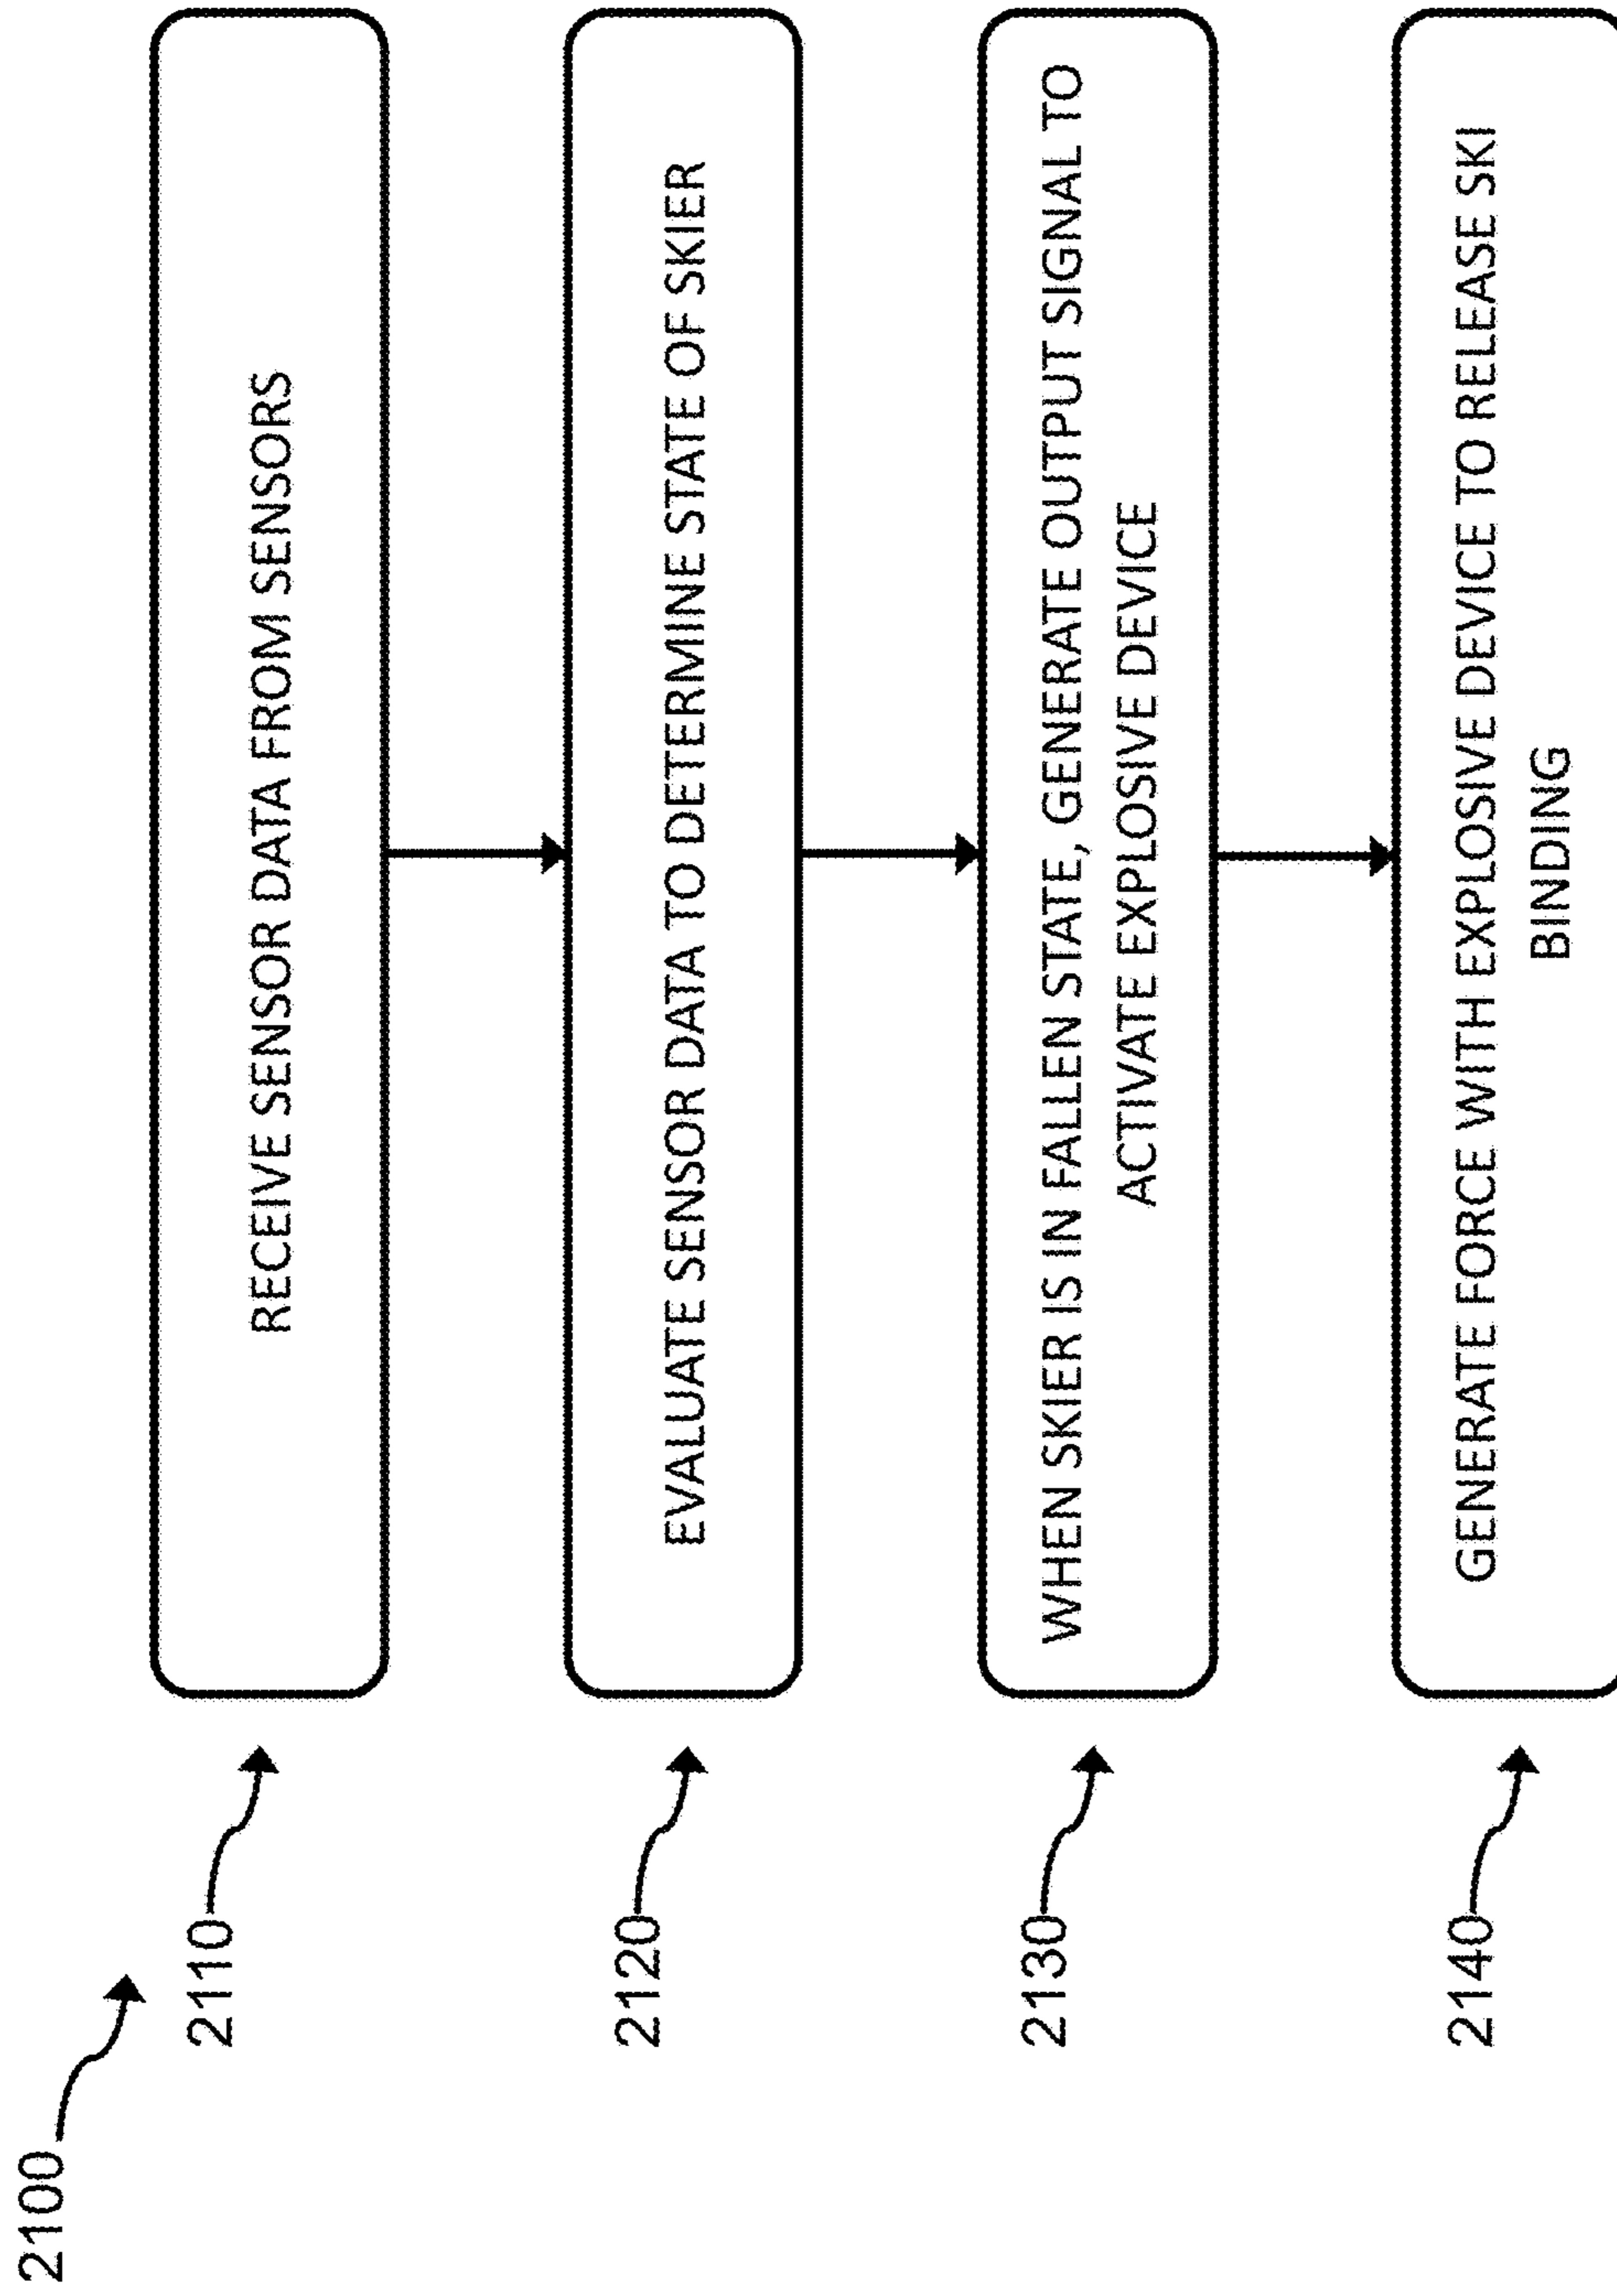 2100
2110
RECEIVE SENSOR DATA FROM SENSORS
2120
EVALUATE SENSOR DATA TO DETERMINE STATE OF SKIER
2130
WHEN SKIER IS IN FALLEN STATE, GENERATE OUTPUT SIGNAL TO
ACTIVATE EXPLOSIVE DEVICE
2140
GENERATE FORCE WITH EXPLOSIVE DEVICE TO RELEASE SKI
BINDING